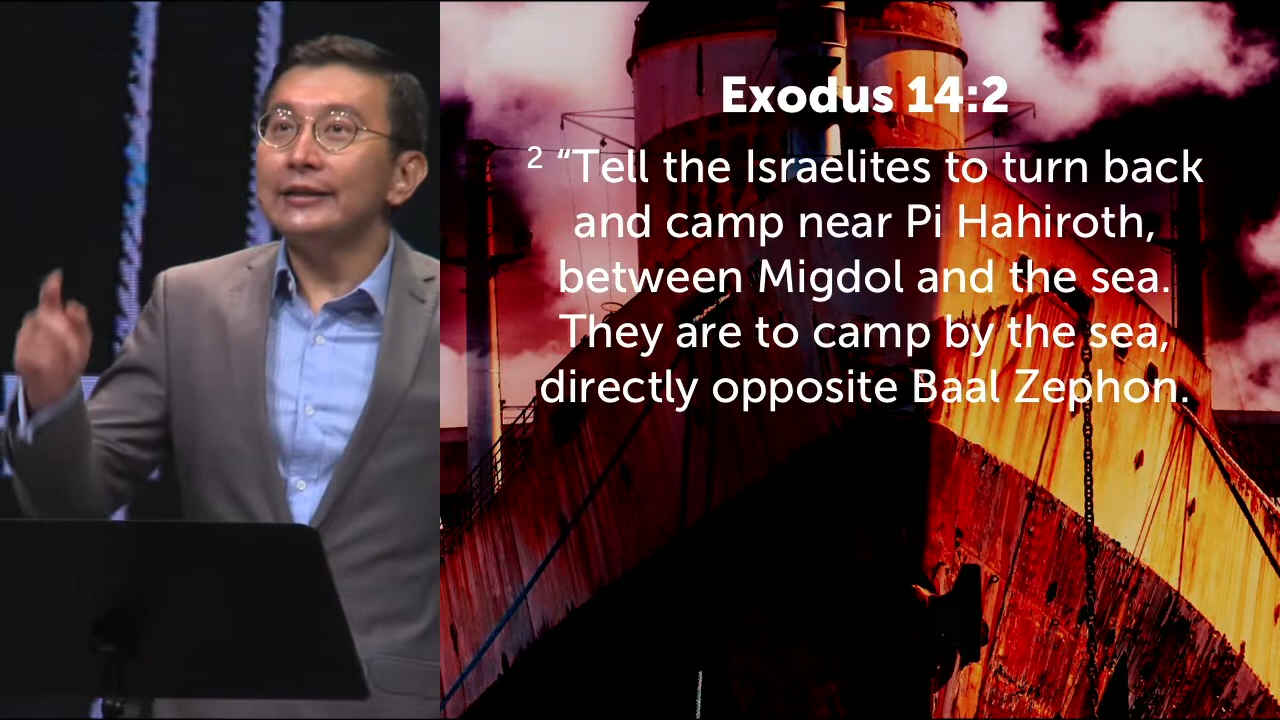 Exodus 14:2
2 “Tell the Israelites to turn back
and camp near Pi Hahiroth,
between Migdol and the sea.
They are to camp by the sea,
directly opposite Baal Zephon.